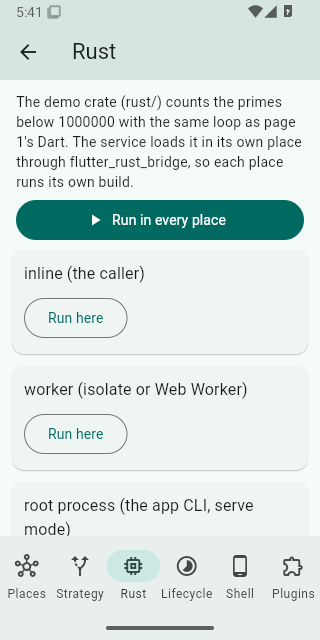 5:41
Rust
The demo crate (rust/) counts the primes
below 1000000 with the same loop as page
1's Dart. The service loads it in its own place
through flutter_rust_bridge, so each place
runs its own build.
Run in every place
inline (the caller)
Run here
worker (isolate or Web Worker)
Run here
root process (the app CLI, serve
mode)
Places Strategy Rust Lifecycle Shell Plugins